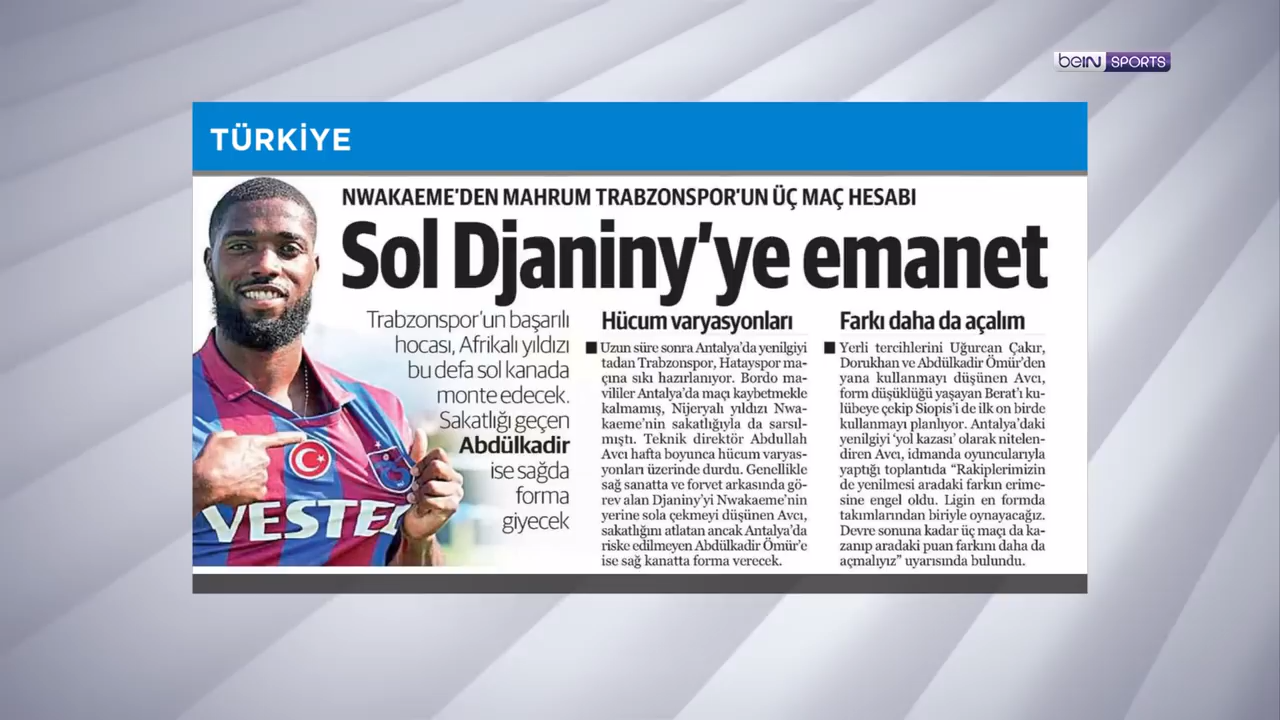 beIN SPORTS
TÜRKİYE
NWAKAEME'DEN MAHRUM TRABZONSPOR'UN ÜÇ MAÇ HESABI
Sol Djaniny'ye emanet
Trabzonspor'un başarılı
hocası, Afrikalı yıldızı
bu defa sol kanada
monte edecek.
Sakatlığı geçen
Abdülkadir
ise sağda
forma
giyecek
VESTEL
Hücum varyasyonları
■ Uzun süre sonra Antalya'da yenilgiyi
tadan Trabzonspor, Hatayspor ma-
çına sıkı hazırlanıyor. Bordo ma-
vililer Antalya'da maçı kaybetmekle
kalmamış, Nijeryalı yıldızı Nwa-
kaeme'nin sakatlığıyla da sarsıl-
mıştı. Teknik direktör Abdullah
Avcı hafta boyunca hücum varyas-
yonları üzerinde durdu. Genellikle
sağ sanatta ve forvet arkasında gö-
rev alan Djaniny'yi Nwakaeme'nin
yerine sola çekmeyi düşünen Avcı,
sakatlığını atlatan ancak Antalya'da
riske edilmeyen Abdülkadir Ömür'e
ise sağ kanatta forma verecek.
Farkı daha da açalım
■ Yerli tercihlerini Uğurcan Çakır,
Dorukhan ve Abdülkadir Ömür'den
yana kullanmayı düşünen Avcı,
form düşüklüğü yaşayan Berat'ı ku-
lübeye çekip Siopis'i de ilk on birde
kullanmayı planlıyor. Antalya'daki
yenilgiyi 'yol kazası' olarak nitelen-
diren Avcı, idmanda oyuncularıyla
yaptığı toplantıda "Rakiplerimizin
de yenilmesi aradaki farkın erime-
sine engel oldu. Ligin en formda
takımlarından biriyle oynayacağız.
Devre sonuna kadar üç maçı da ka-
zanıp aradaki puan farkını daha da
açmalıyız" uyarısında bulundu.